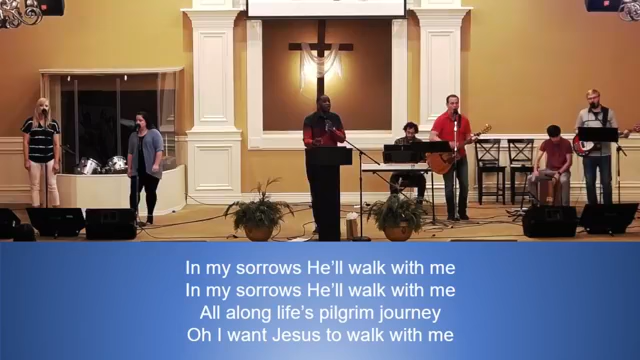 In my sorrows He'll walk with me
In my sorrows He'll walk with me
All along life's pilgrim journey
Oh I want Jesus to walk with me